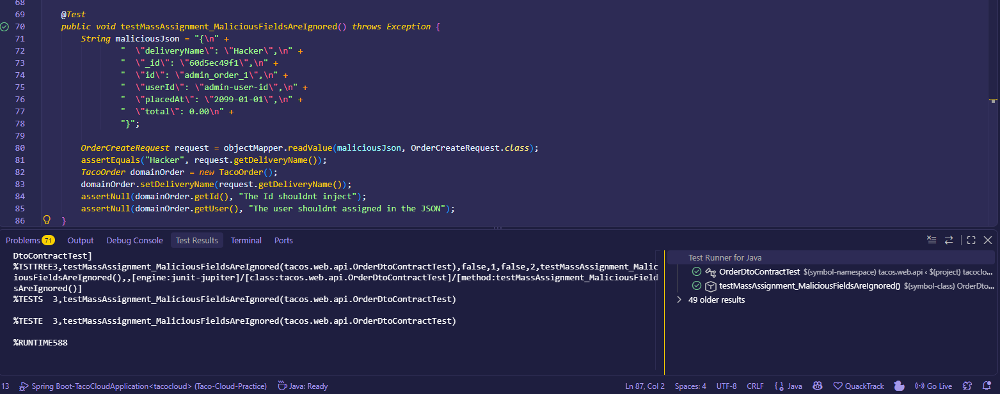 68
69 @Test
70 public void testMassAssignment_MaliciousFieldsAreIgnored() throws Exception {
71 String maliciousJson = "{\n" +
72 "  \"deliveryName\": \"Hacker\",\n" +
73 "  \"_id\": \"60d5ec49f1\",\n" +
74 "  \"id\": \"admin_order_1\",\n" +
75 "  \"userId\": \"admin-user-id\",\n" +
76 "  \"placedAt\": \"2099-01-01\",\n" +
77 "  \"total\": 0.00\n" +
78 "}";
79
80 OrderCreateRequest request = objectMapper.readValue(maliciousJson, OrderCreateRequest.class);
81 assertEquals("Hacker", request.getDeliveryName());
82 TacoOrder domainOrder = new TacoOrder();
83 domainOrder.setDeliveryName(request.getDeliveryName());
84 assertNull(domainOrder.getId(), "The Id shouldnt inject");
85 assertNull(domainOrder.getUser(), "The user shouldnt assigned in the JSON");
86 }
Problems 71 Output Debug Console Test Results Terminal Ports
DtoContractTest]
%TSTTREE3,testMassAssignment_MaliciousFieldsAreIgnored(tacos.web.api.OrderDtoContractTest),false,1,false,2,testMassAssignment_Malic
iousFieldsAreIgnored(),,[engine:junit-jupiter]/[class:tacos.web.api.OrderDtoContractTest]/[method:testMassAssignment_MaliciousField
sAreIgnored()]
%TESTS  3,testMassAssignment_MaliciousFieldsAreIgnored(tacos.web.api.OrderDtoContractTest)
%TESTE  3,testMassAssignment_MaliciousFieldsAreIgnored(tacos.web.api.OrderDtoContractTest)
%RUNTIME588
Test Runner for Java
OrderDtoContractTest $(symbol-namespace) tacos.web.api ‹ $(project) tacoclo...
testMassAssignment_MaliciousFieldsAreIgnored() $(symbol-class) OrderDto...
49 older results
13 Spring Boot-TacoCloudApplication<tacocloud> (Taco-Cloud-Practice) Java: Ready Ln 87, Col 2 Spaces: 4 UTF-8 CRLF Java QuackTrack Go Live